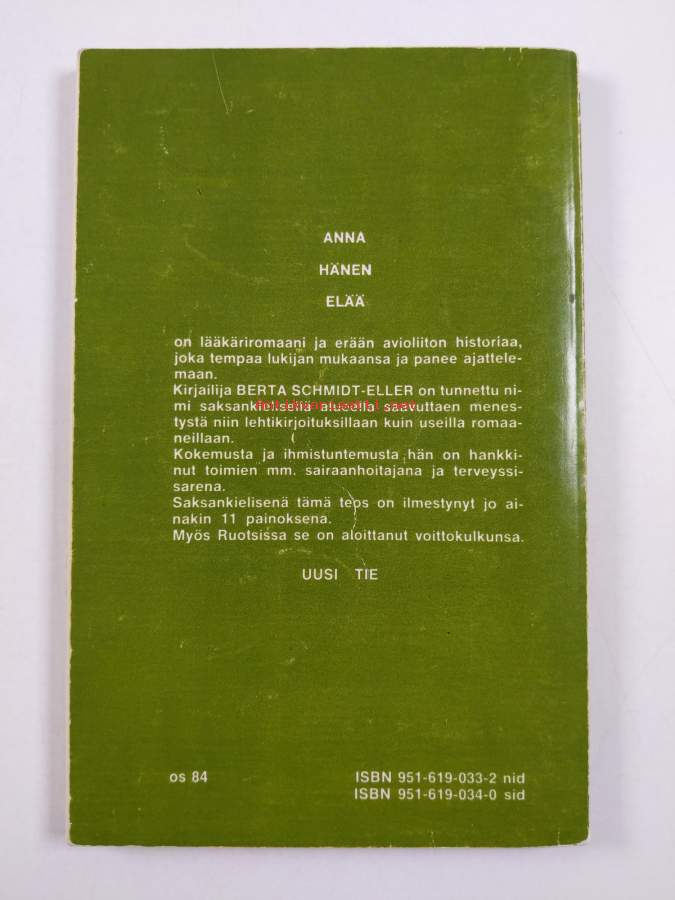 ANNA
HÄNEN
ELÄÄ
on lääkäriromaani ja erään avioliiton historiaa,
joka tempaa lukijan mukaansa ja panee ajattele-
maan.
Kirjailija BERTA SCHMIDT-ELLER on tunnettu ni-
mi saksankielisellä alueella saavuttaen menes-
tystä niin lehtikirjoituksillaan kuin useilla romaa-
neillaan.
Kokemusta ja ihmistuntemusta hän on hankki-
nut toimien mm. sairaanhoitajana ja terveyssi-
sarena.
Saksankielisenä tämä teos on ilmestynyt jo ai-
nakin 11 painoksena.
Myös Ruotsissa se on aloittanut voittokulkunsa.
UUSI TIE
os 84
ISBN 951-619-033-2 nid
ISBN 951-619-034-0 sid